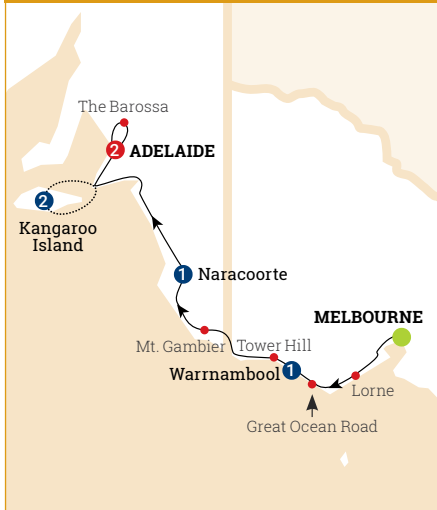 The Barossa
2 ADELAIDE
2
Kangaroo
Island
1 Naracoorte
MELBOURNE
Mt. Gambier
Tower Hill
Warrnambool 1
Lorne
Great Ocean Road